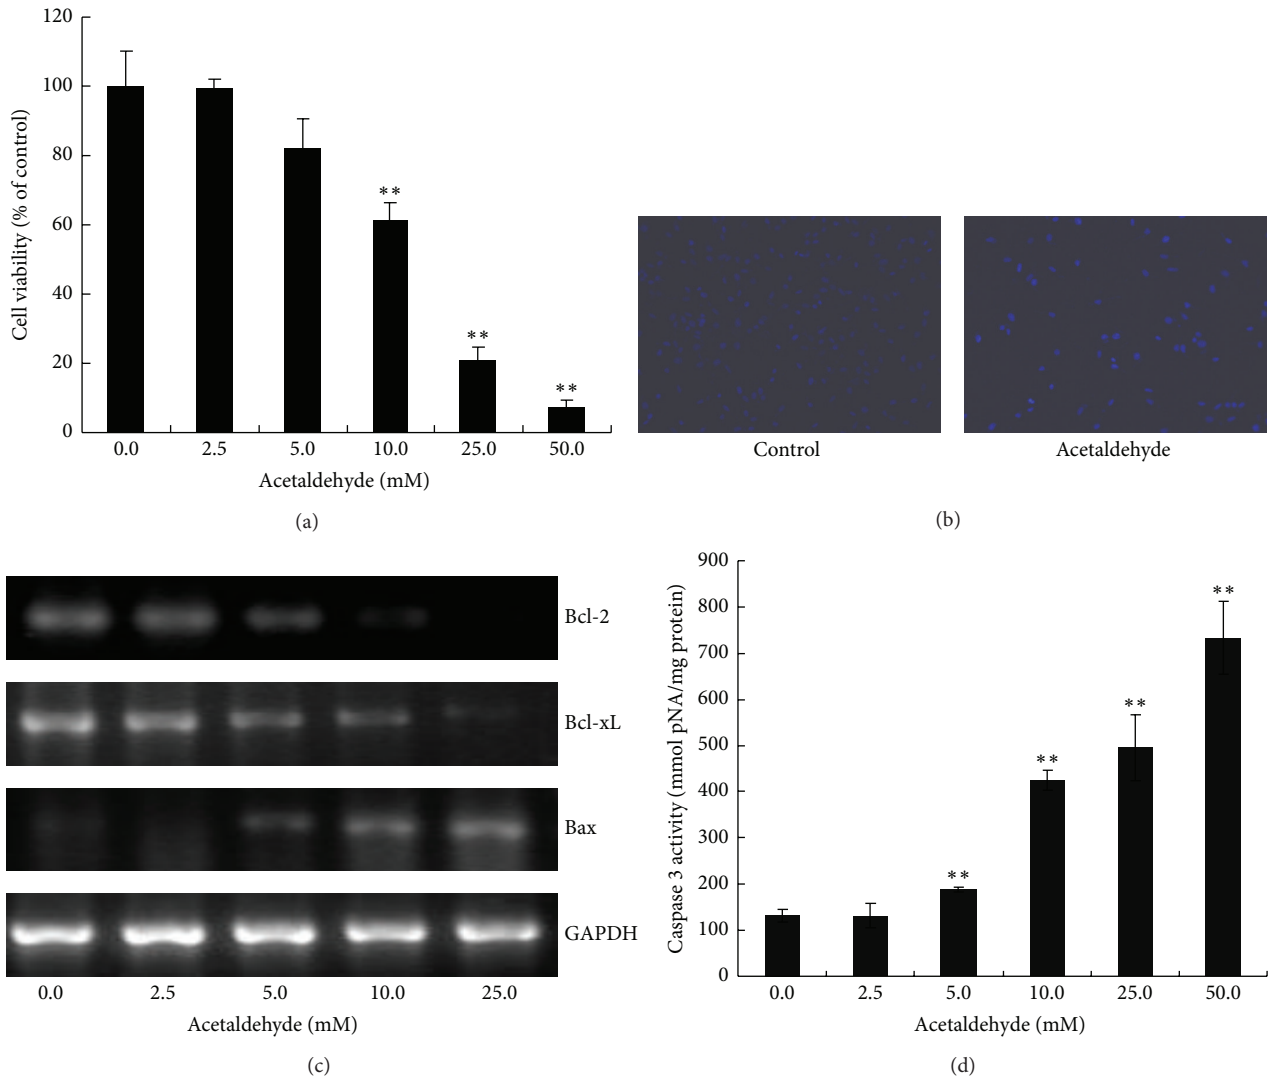 120
100
80
60
40
20
0
Cell viability (% of control)
**
**
**
0.0 2.5 5.0 10.0 25.0 50.0
Acetaldehyde (mM)
(a)
Control Acetaldehyde
(b)
Bcl-2
Bcl-xL
Bax
GAPDH
0.0 2.5 5.0 10.0 25.0
Acetaldehyde (mM)
(c)
900
800
700
600
500
400
300
200
100
0
Caspase 3 activity (mmol pNA/mg protein)
**
**
**
**
0.0 2.5 5.0 10.0 25.0 50.0
Acetaldehyde (mM)
(d)